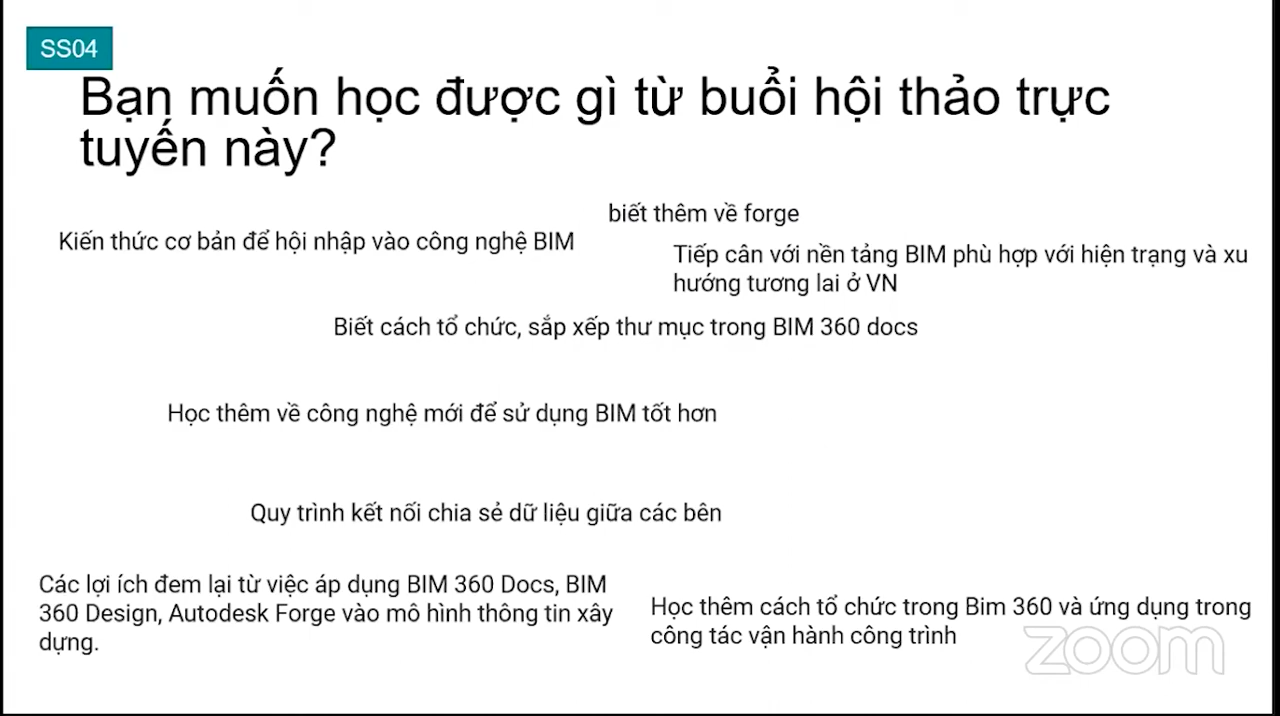 SS04
Bạn muốn học được gì từ buổi hội thảo trực
tuyến này?
biết thêm về forge
Kiến thức cơ bản để hội nhập vào công nghệ BIM
Tiếp cân với nền tảng BIM phù hợp với hiện trạng và xu
hướng tương lai ở VN
Biết cách tổ chức, sắp xếp thư mục trong BIM 360 docs
Học thêm về công nghệ mới để sử dụng BIM tốt hơn
Quy trình kết nối chia sẻ dữ liệu giữa các bên
Các lợi ích đem lại từ việc áp dụng BIM 360 Docs, BIM
360 Design, Autodesk Forge vào mô hình thông tin xây
dựng.
Học thêm cách tổ chức trong Bim 360 và ứng dụng trong
công tác vận hành công trình
zoom